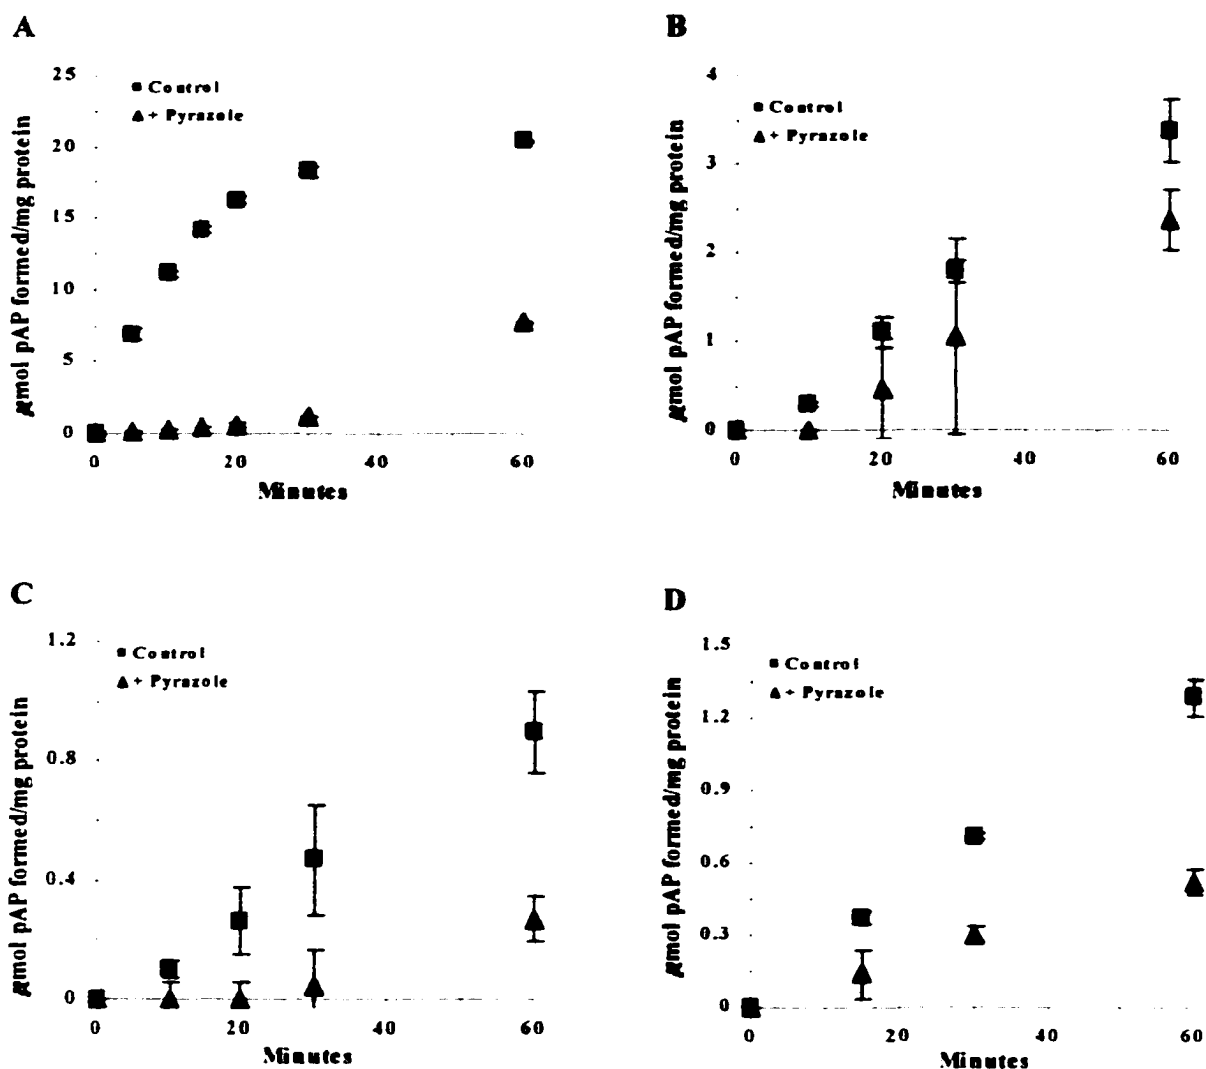 A
25
20
15
10
5
0
■ Control
▲ + Pyrazole
0 20 40 60
Minutes
µmol pAP formed/mg protein
B
4
3
2
1
0
■ Control
▲ + Pyrazole
0 20 40 60
Minutes
µmol pAP formed/mg protein
C
1.2
0.8
0.4
0
■ Control
▲ + Pyrazole
0 20 40 60
Minutes
µmol pAP formed/mg protein
D
1.5
1.2
0.9
0.6
0.3
0
■ Control
▲ + Pyrazole
0 20 40 60
Minutes
µmol pAP formed/mg protein